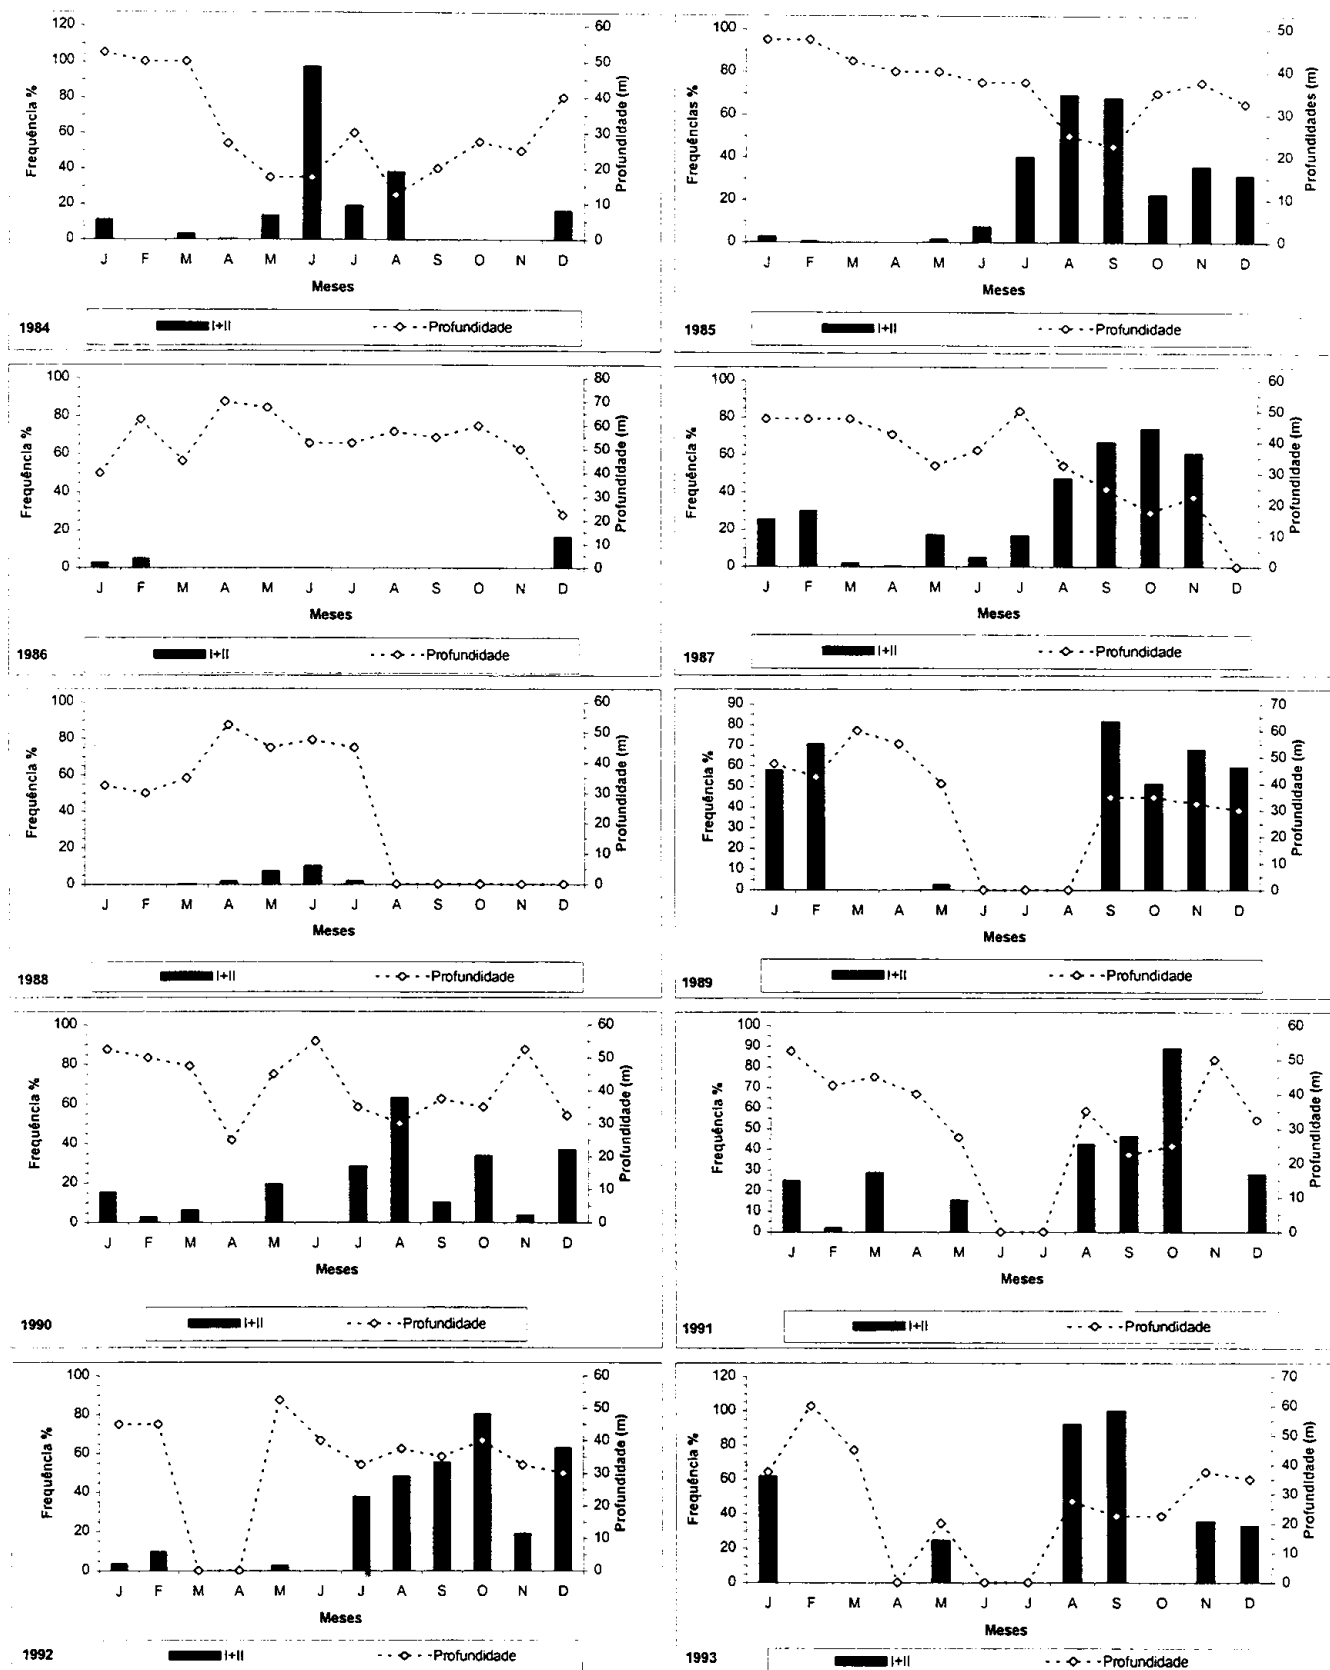 120
100
80
60
40
20
0
Frequência %
60
50
40
30
20
10
0
Profundidade (m)
J F M A M J J A S O N D
Meses
1984
I+II
Profundidade
100
80
60
40
20
0
Frequências %
50
40
30
20
10
0
Profundidades (m)
J F M A M J J A S O N D
Meses
1985
I+II
Profundidade
100
80
60
40
20
0
Frequência %
80
70
60
50
40
30
20
10
0
Profundidade (m)
J F M A M J J A S O N D
Meses
1986
I+II
Profundidade
100
80
60
40
20
0
Frequência %
60
50
40
30
20
10
0
Profundidade (m)
J F M A M J J A S O N D
Meses
1987
I+II
Profundidade
100
80
60
40
20
0
Frequência %
60
50
40
30
20
10
0
Profundidade (m)
J F M A M J J A S O N D
Meses
1988
I+II
Profundidade
90
80
70
60
50
40
30
20
10
0
Frequência %
70
60
50
40
30
20
10
0
Profundidade (m)
J F M A M J J A S O N D
Meses
1989
I+II
Profundidade
100
80
60
40
20
0
Frequência %
60
50
40
30
20
10
0
Profundidade (m)
J F M A M J J A S O N D
Meses
1990
I+II
Profundidade
100
90
80
70
60
50
40
30
20
10
0
Frequência %
60
50
40
30
20
10
0
Profundidade (m)
J F M A M J J A S O N D
Meses
1991
I+II
Profundidade
100
80
60
40
20
0
Frequência %
60
50
40
30
20
10
0
Profundidade (m)
J F M A M J J A S O N D
Meses
1992
I+II
Profundidade
120
100
80
60
40
20
0
Frequência %
70
60
50
40
30
20
10
0
Profundidade (m)
J F M A M J J A S O N D
Meses
1993
I+II
Profundidade